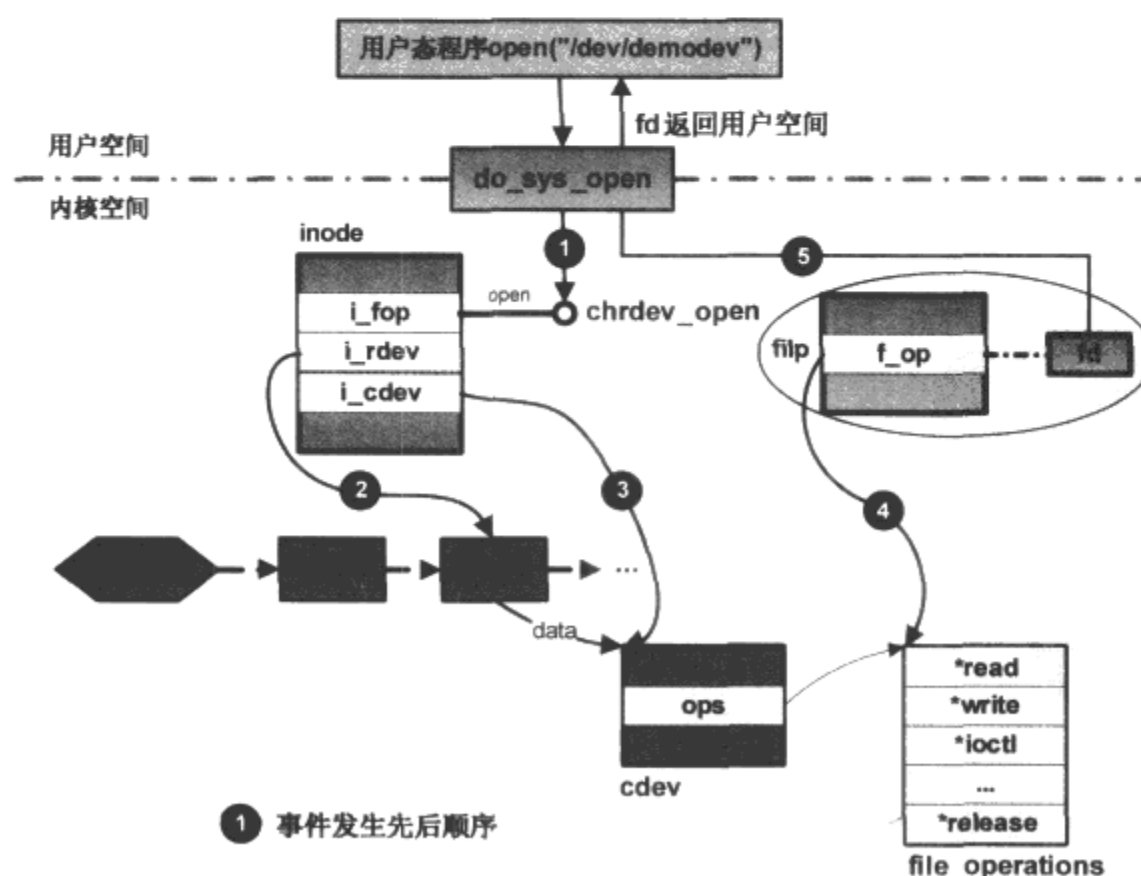 用户态程序open("/dev/demodev")
fd返回用户空间
用户空间
do_sys_open
内核空间
inode
1
5
open
chrdev_open
i_fop
i_rdev
i_cdev
filp
f_op
fd
2
3
4
...
data
ops
cdev
*read
*write
*ioctl
...
*release
file_operations
1 事件发生先后顺序